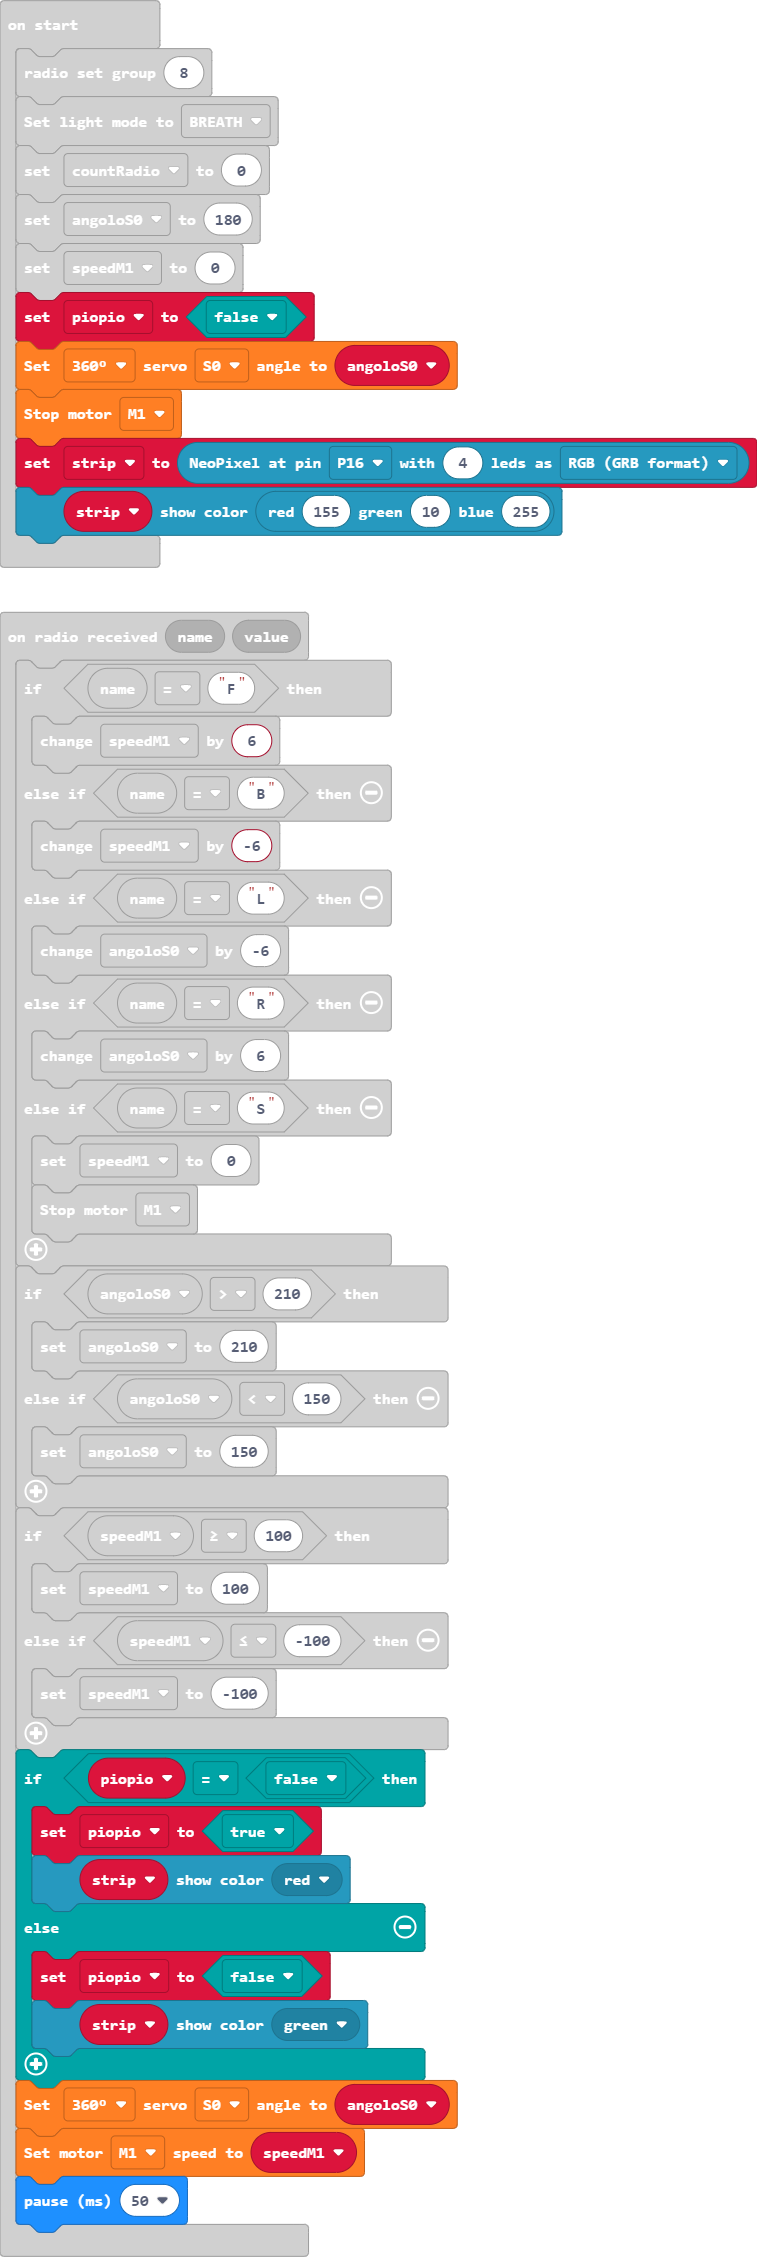 on start
radio set group 8
Set light mode to BREATH
set countRadio to 0
set angoloS0 to 180
set speedM1 to 0
set piopio to false
Set 360º servo S0 angle to angoloS0
Stop motor M1
set strip to NeoPixel at pin P16 with 4 leds as RGB (GRB format)
strip show color red 155 green 10 blue 255
on radio received name value
if name = "F" then
change speedM1 by 6
else if name = "B" then
change speedM1 by -6
else if name = "L" then
change angoloS0 by -6
else if name = "R" then
change angoloS0 by 6
else if name = "S" then
set speedM1 to 0
Stop motor M1
if angoloS0 > 210 then
set angoloS0 to 210
else if angoloS0 < 150 then
set angoloS0 to 150
if speedM1 ≥ 100 then
set speedM1 to 100
else if speedM1 ≤ -100 then
set speedM1 to -100
if piopio = false then
set piopio to true
strip show color red
else
set piopio to false
strip show color green
Set 360º servo S0 angle to angoloS0
Set motor M1 speed to speedM1
pause (ms) 50